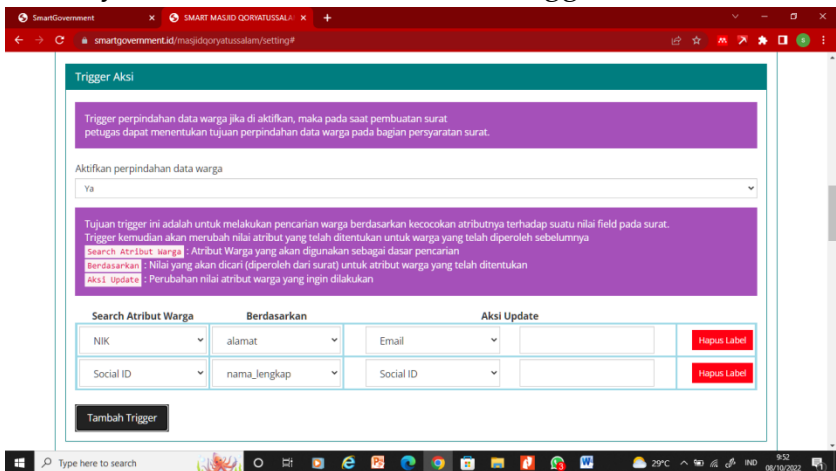 SmartGovernment
SMART MASJID QORYATUSSALA
smartgovernment.id/masjidqoryatussalam/setting#
Trigger Aksi
Trigger perpindahan data warga jika di aktifkan, maka pada saat pembuatan surat
petugas dapat menentukan tujuan perpindahan data warga pada bagian persyaratan surat.
Aktifkan perpindahan data warga
Ya
Tujuan trigger ini adalah untuk melakukan pencarian warga berdasarkan kecocokan atributnya terhadap suatu nilai field pada surat.
Trigger kemudian akan merubah nilai atribut yang telah ditentukan untuk warga yang telah diperoleh sebelumnya
Search Atribut Warga : Atribut Warga yang akan digunakan sebagai dasar pencarian
Berdasarkan : Nilai yang akan dicari (diperoleh dari surat) untuk atribut warga yang telah ditentukan
Aksi Update : Perubahan nilai atribut warga yang ingin dilakukan
Search Atribut Warga Berdasarkan Aksi Update
NIK alamat Email Hapus Label
Social ID nama_lengkap Social ID Hapus Label
Tambah Trigger
Type here to search 29°C IND 9:52
08/10/2022